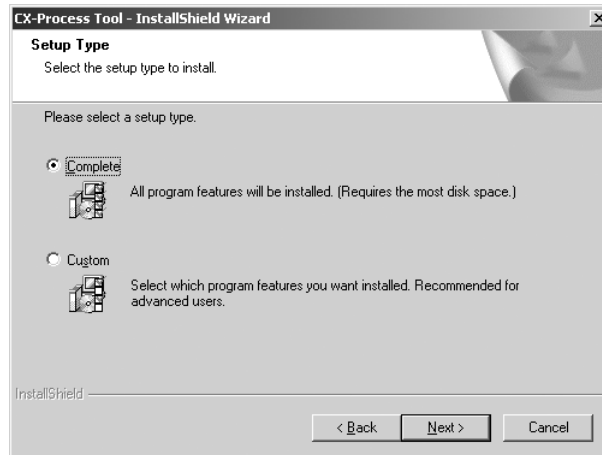 CX-Process Tool - InstallShield Wizard
Setup Type
Select the setup type to install.
Please select a setup type.
Complete
All program features will be installed. (Requires the most disk space.)
Custom
Select which program features you want installed. Recommended for
advanced users.
InstallShield
< Back
Next >
Cancel